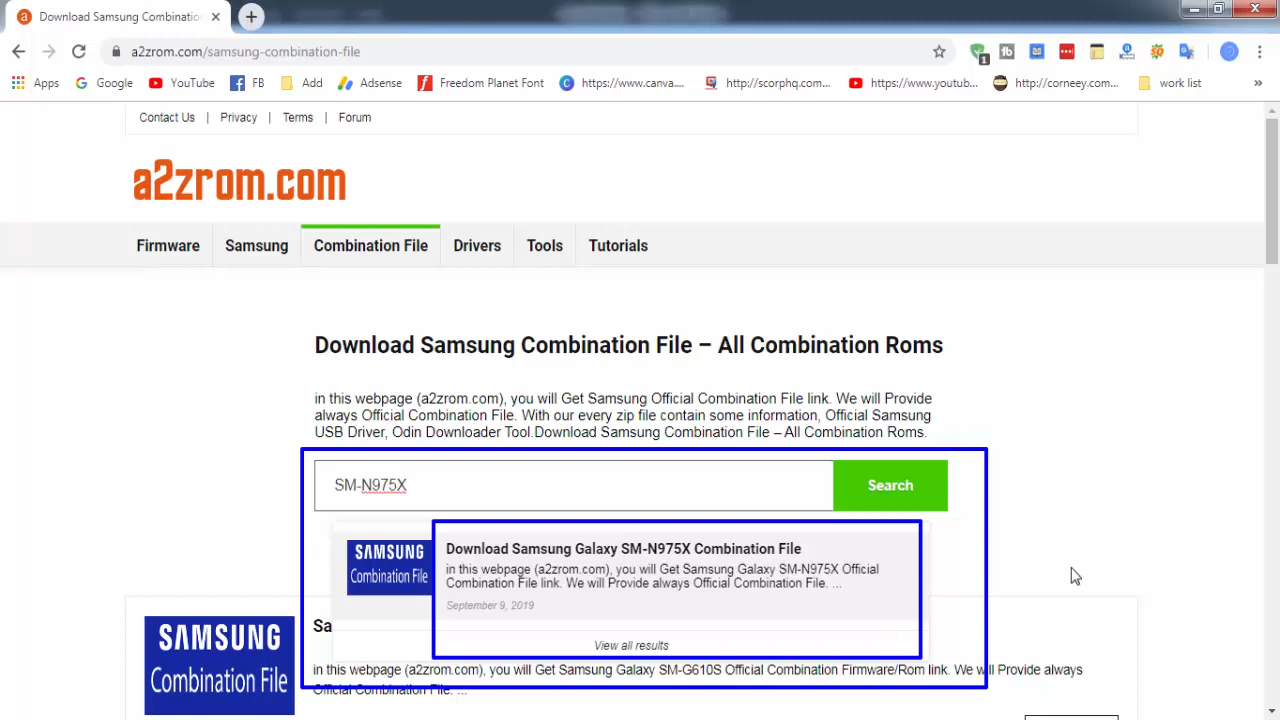 Download Samsung Combinatio
a2zrom.com/samsung-combination-file
1
Apps Google YouTube FB Add Adsense Freedom Planet Font https://www.canva.... http://scorphq.com... https://www.youtub... http://corneey.com... work list »
Contact Us | Privacy | Terms | Forum
a2zrom.com
Firmware Samsung Combination File Drivers Tools Tutorials
Download Samsung Combination File – All Combination Roms
in this webpage (a2zrom.com), you will Get Samsung Official Combination File link. We will Provide
always Official Combination File. With our every zip file contain some information, Official Samsung
USB Driver, Odin Downloader Tool.Download Samsung Combination File – All Combination Roms.
SM-N975X Search
SAMSUNG
Combination File
Download Samsung Galaxy SM-N975X Combination File
in this webpage (a2zrom.com), you will Get Samsung Galaxy SM-N975X Official
Combination File link. We will Provide always Official Combination File. ...
September 9, 2019
View all results
SAMSUNG
Combination File
Sa
in this webpage (a2zrom.com), you will Get Samsung Galaxy SM-G610S Official Combination Firmware/Rom link. We will Provide always
Official Combination File. ...